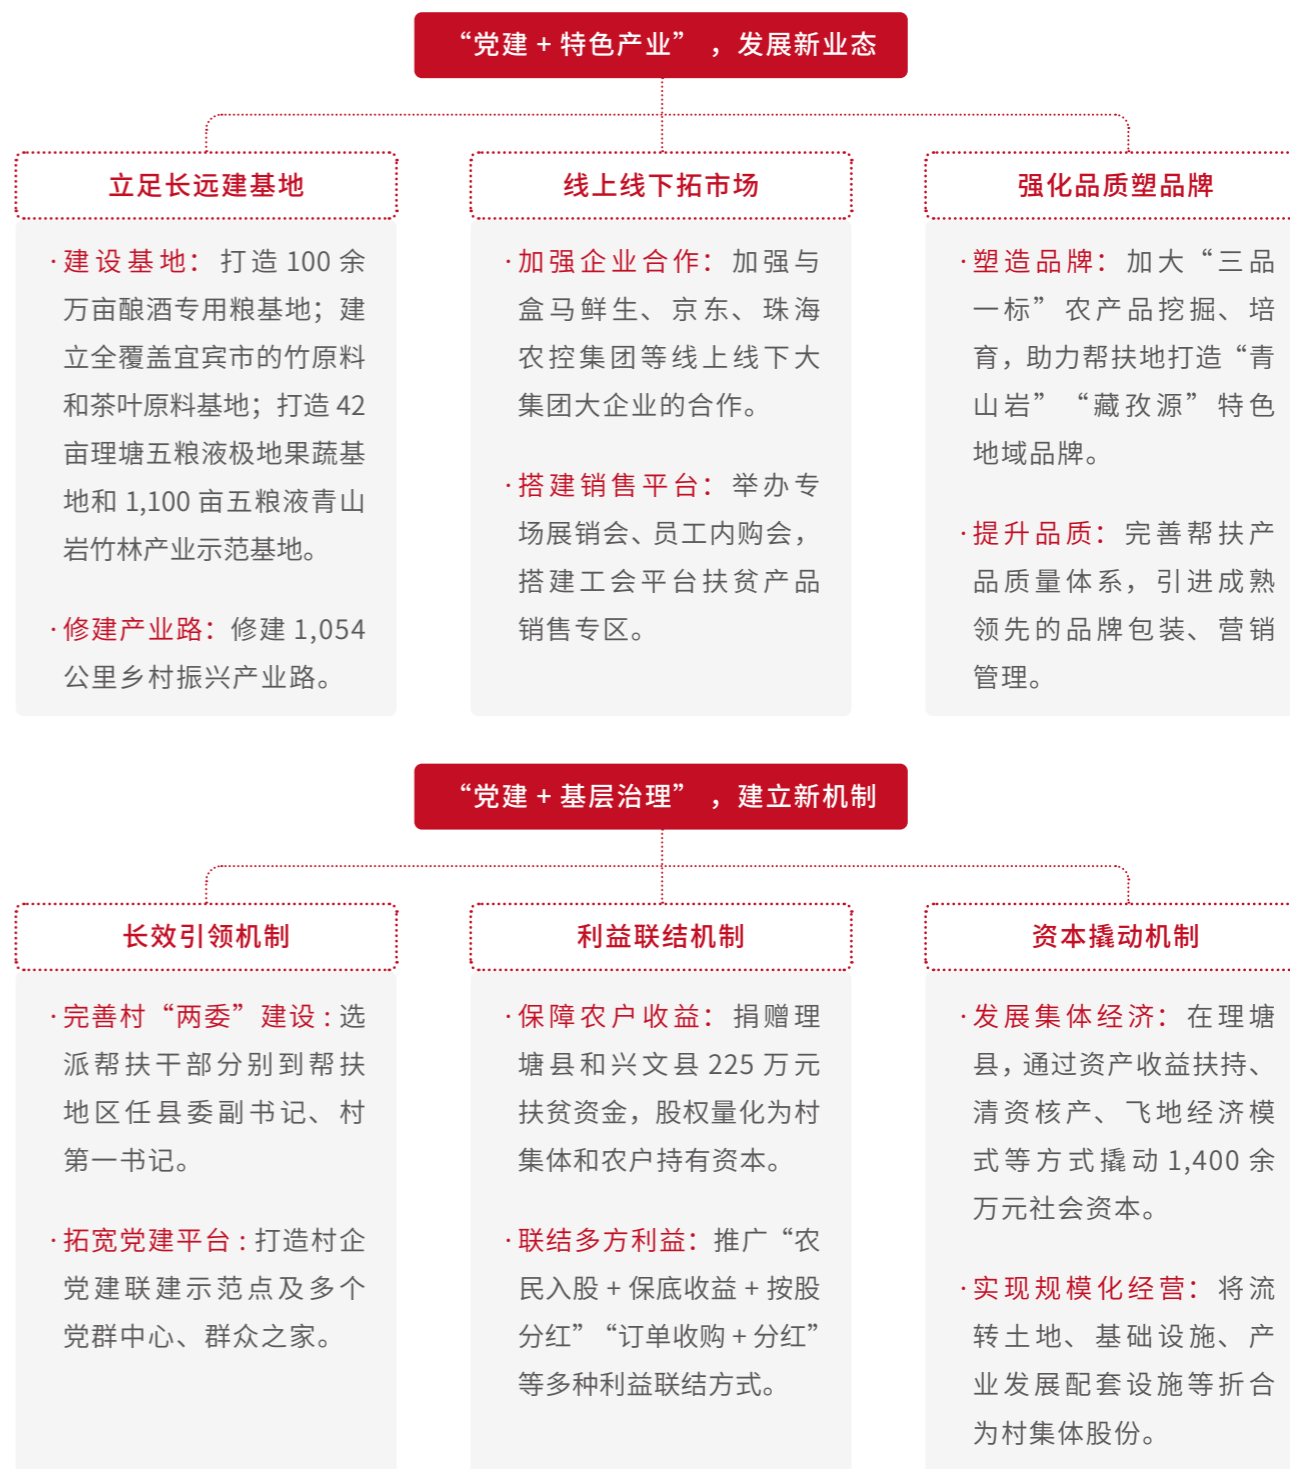 “党建 + 特色产业” ，发展新业态
立足长远建基地
·建设基地：打造 100 余
万亩酿酒专用粮基地；建
立全覆盖宜宾市的竹原料
和茶叶原料基地；打造 42
亩理塘五粮液极地果蔬基
地和 1,100 亩五粮液青山
岩竹林产业示范基地。
·修建产业路：修建 1,054
公里乡村振兴产业路。
线上线下拓市场
·加强企业合作：加强与
盒马鲜生、京东、珠海
农控集团等线上线下大
集团大企业的合作。
·搭建销售平台：举办专
场展销会、员工内购会，
搭建工会平台扶贫产品
销售专区。
强化品质塑品牌
·塑造品牌：加大“三品
一标”农产品挖掘、培
育，助力帮扶地打造“青
山岩”“藏孜源”特色
地域品牌。
·提升品质：完善帮扶产
品质量体系，引进成熟
领先的品牌包装、营销
管理。
“党建 + 基层治理” ，建立新机制
长效引领机制
·完善村“两委”建设 : 选
派帮扶干部分别到帮扶
地区任县委副书记、村
第一书记。
·拓宽党建平台 : 打造村企
党建联建示范点及多个
党群中心、群众之家。
利益联结机制
·保障农户收益：捐赠理
塘县和兴文县 225 万元
扶贫资金，股权量化为村
集体和农户持有资本。
·联结多方利益：推广“农
民入股 + 保底收益 + 按股
分红”“订单收购 + 分红”
等多种利益联结方式。
资本撬动机制
·发展集体经济：在理塘
县，通过资产收益扶持、
清资核产、飞地经济模
式等方式撬动 1,400 余
万元社会资本。
·实现规模化经营：将流
转土地、基础设施、产
业发展配套设施等折合
为村集体股份。